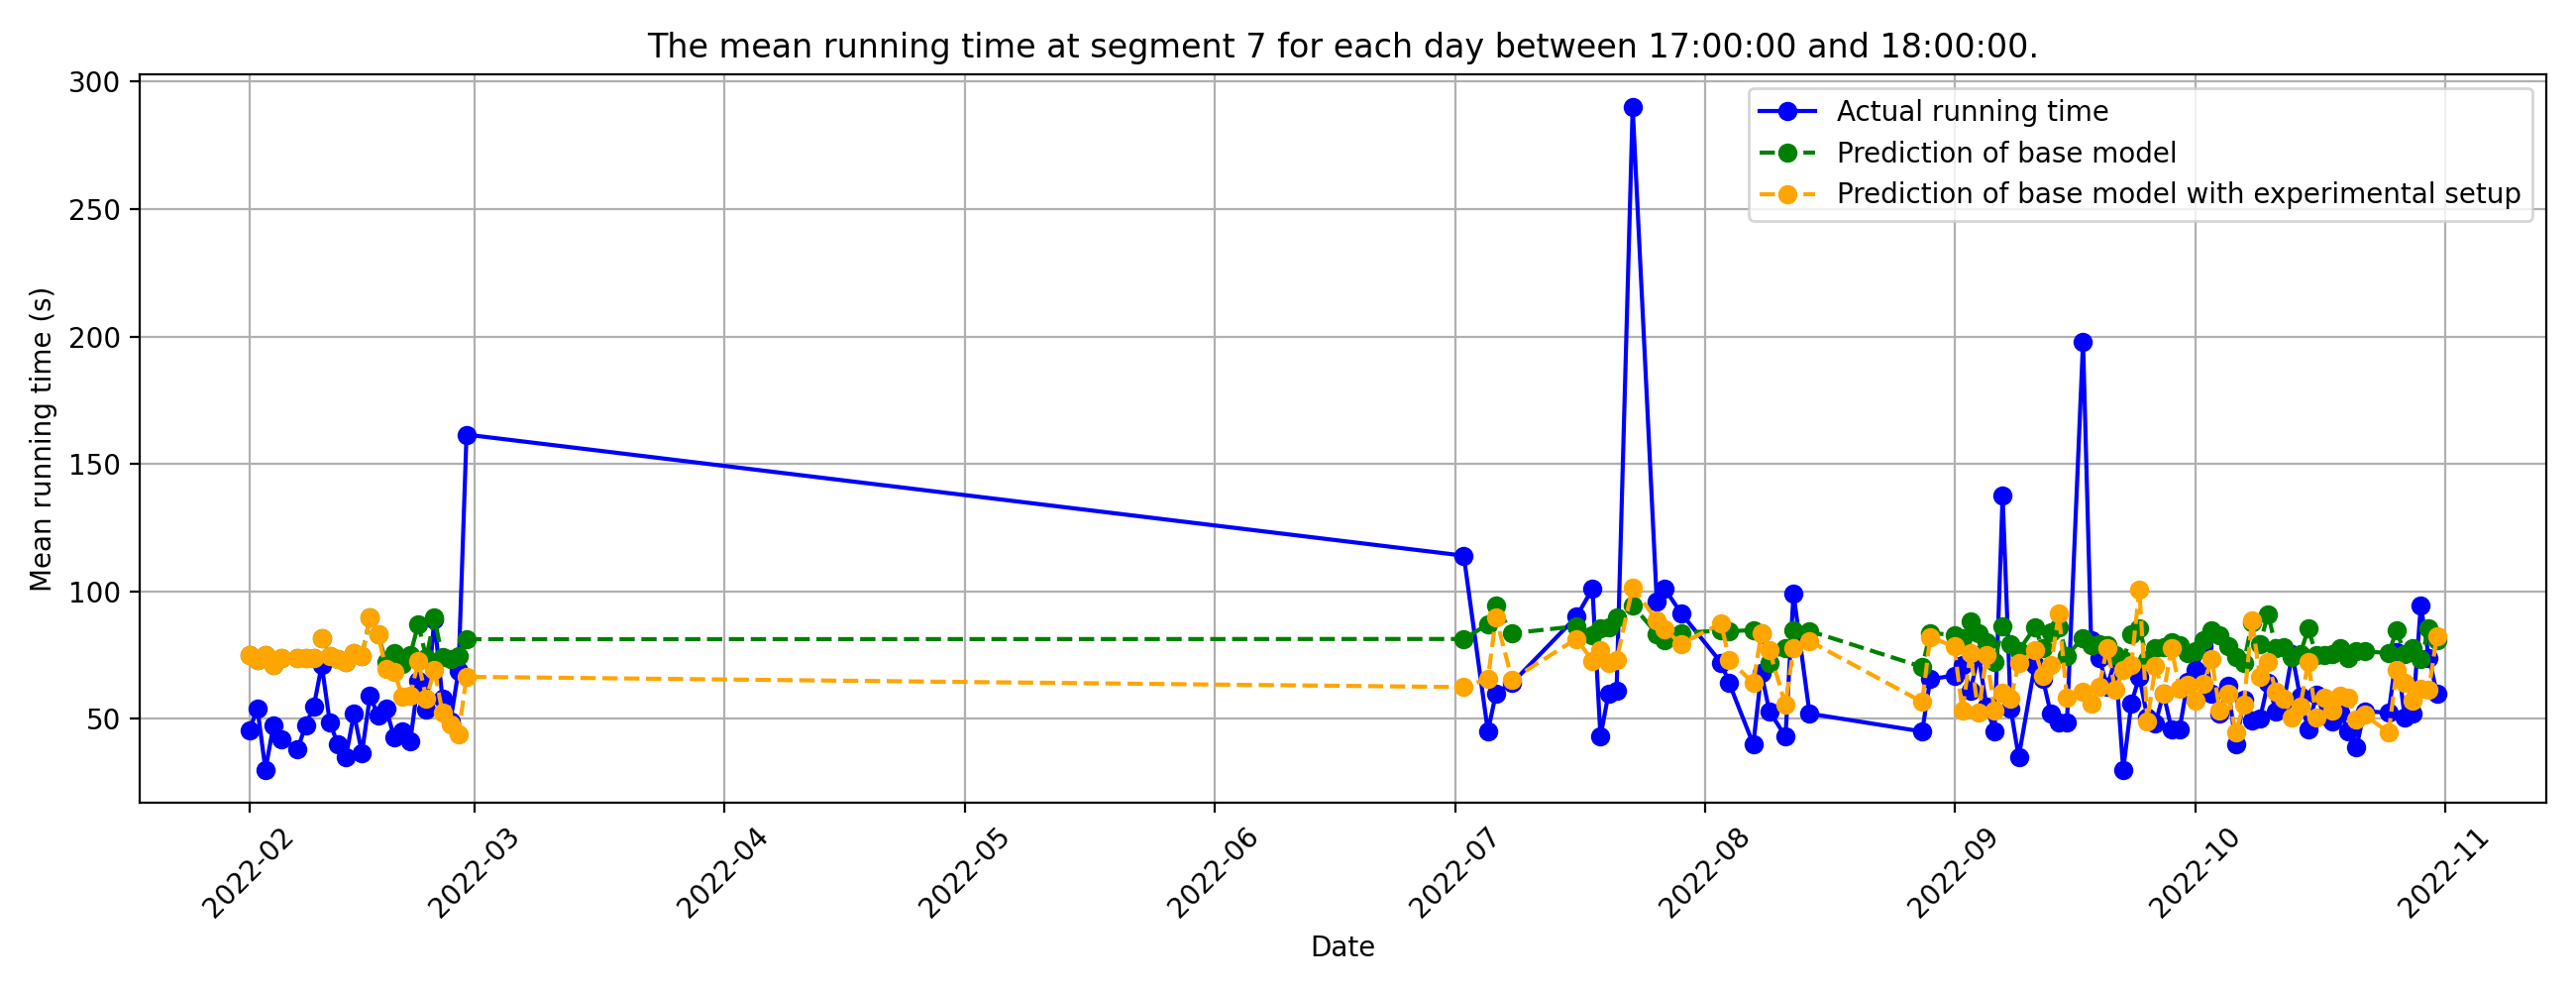 The mean running time at segment 7 for each day between 17:00:00 and 18:00:00.
300
250
200
150
100
50
Mean running time (s)
Actual running time
Prediction of base model
Prediction of base model with experimental setup
2022-02
2022-03
2022-04
2022-05
2022-06
2022-07
2022-08
2022-09
2022-10
2022-11
Date